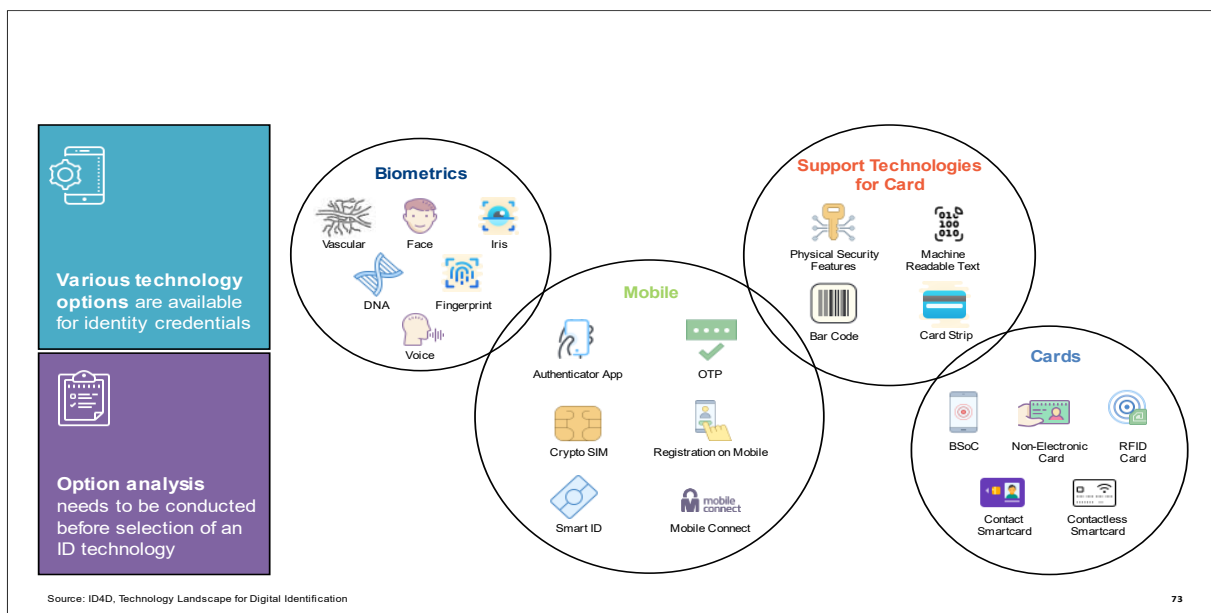 Various technology
options are available
for identity credentials
Option analysis
needs to be conducted
before selection of an
ID technology
Biometrics
Vascular
Face
Iris
DNA
Fingerprint
Voice
Mobile
Authenticator App
OTP
Crypto SIM
Registration on Mobile
Smart ID
mobile
connect
Mobile Connect
Support Technologies
for Card
010
100
010
Physical Security
Features
Machine
Readable Text
Bar Code
Card Strip
Cards
BSoC
Non-Electronic
Card
RFID
Card
Contact
Smartcard
Contactless
Smartcard
Source: ID4D, Technology Landscape for Digital Identification
73